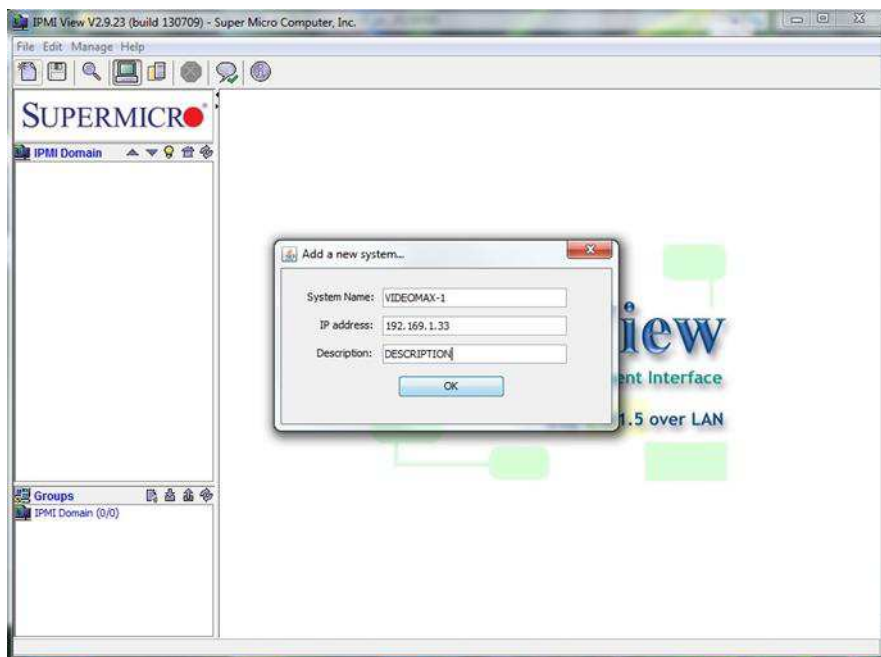 IPMI View V2.9.23 (build 130709) - Super Micro Computer, Inc.
File Edit Manage Help
SUPERMICRO
IPMI Domain
Add a new system...
System Name: VIDEOMAX-1
IP address: 192.169.1.33
Description: DESCRIPTION
OK
iew
ent Interface
1.5 over LAN
Groups
IPMI Domain (0/0)